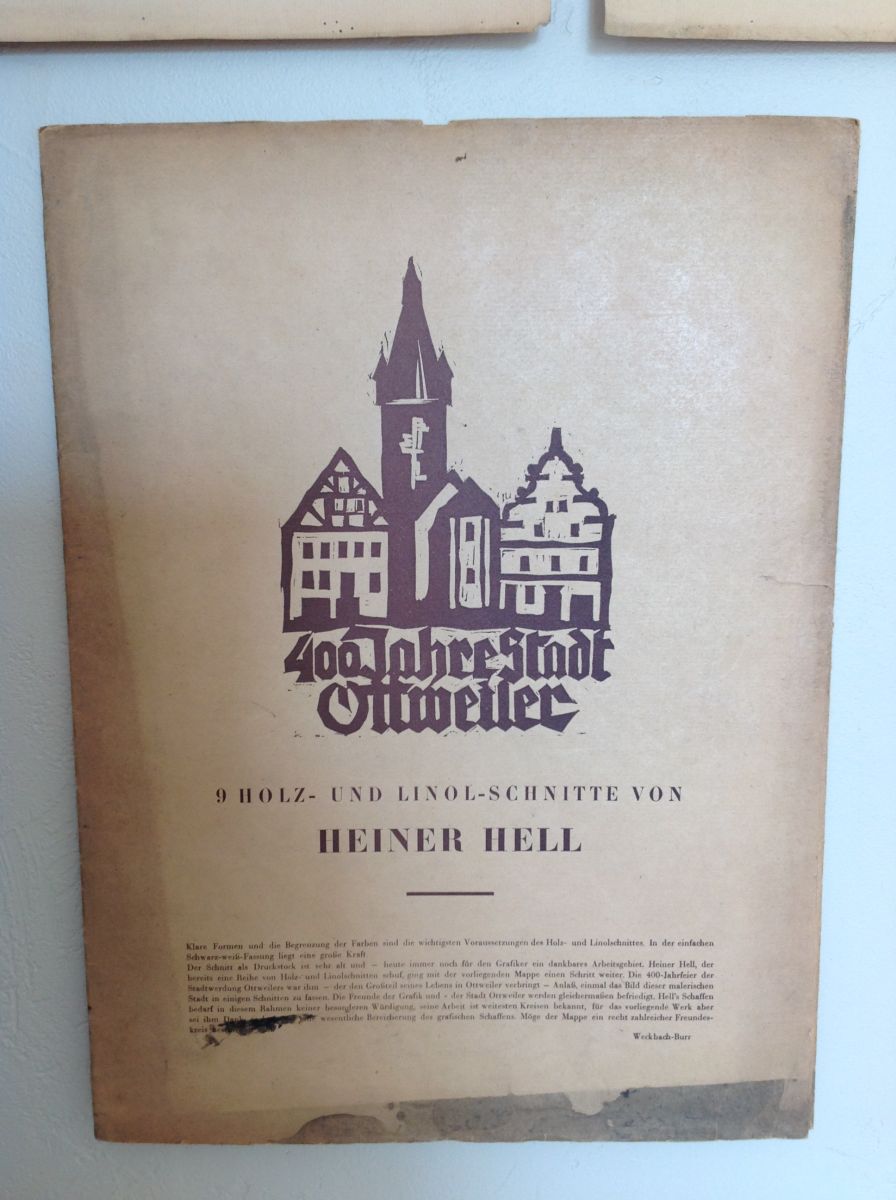 400 Jahre Stadt
Ottweiler
9 HOLZ- UND LINOL-SCHNITTE VON
HEINER HELL
Klare Formen und die Begrenzung der Farben sind die wichtigsten Voraussetzungen des Holz- und Linolschnittes. In der einfachen
Schwarz-weiß-Fassung liegt eine große Kraft
Der Schnitt als Druckstock ist sehr alt und — heute immer noch für den Grafiker ein dankbares Arbeitsgebiet. Heiner Hell, der
bereits eine Reihe von Holz- und Linolschnitten schuf, ging mit der vorliegenden Mappe einen Schritt weiter. Die 400-Jahrfeier der
Stadtwerdung Ottweilers war ihm — der den Großteil seines Lebens in Ottweiler verbringt — Anlaß, einmal das Bild dieser malerischen
Stadt in einigen Schnitten zu fassen. Die Freunde der Grafik und - der Stadt Ottweiler werden gleichermaßen befriedigt. Hell's Schaffen
bedarf in diesem Rahmen keiner besonderen Würdigung, seine Arbeit ist weitesten Kreisen bekannt, für das vorliegende Werk aber
sei ihm Dank wesentliche Bereicherung des grafischen Schaffens. Möge der Mappe ein recht zahlreicher Freundes-
kreis
Weckbach-Burr